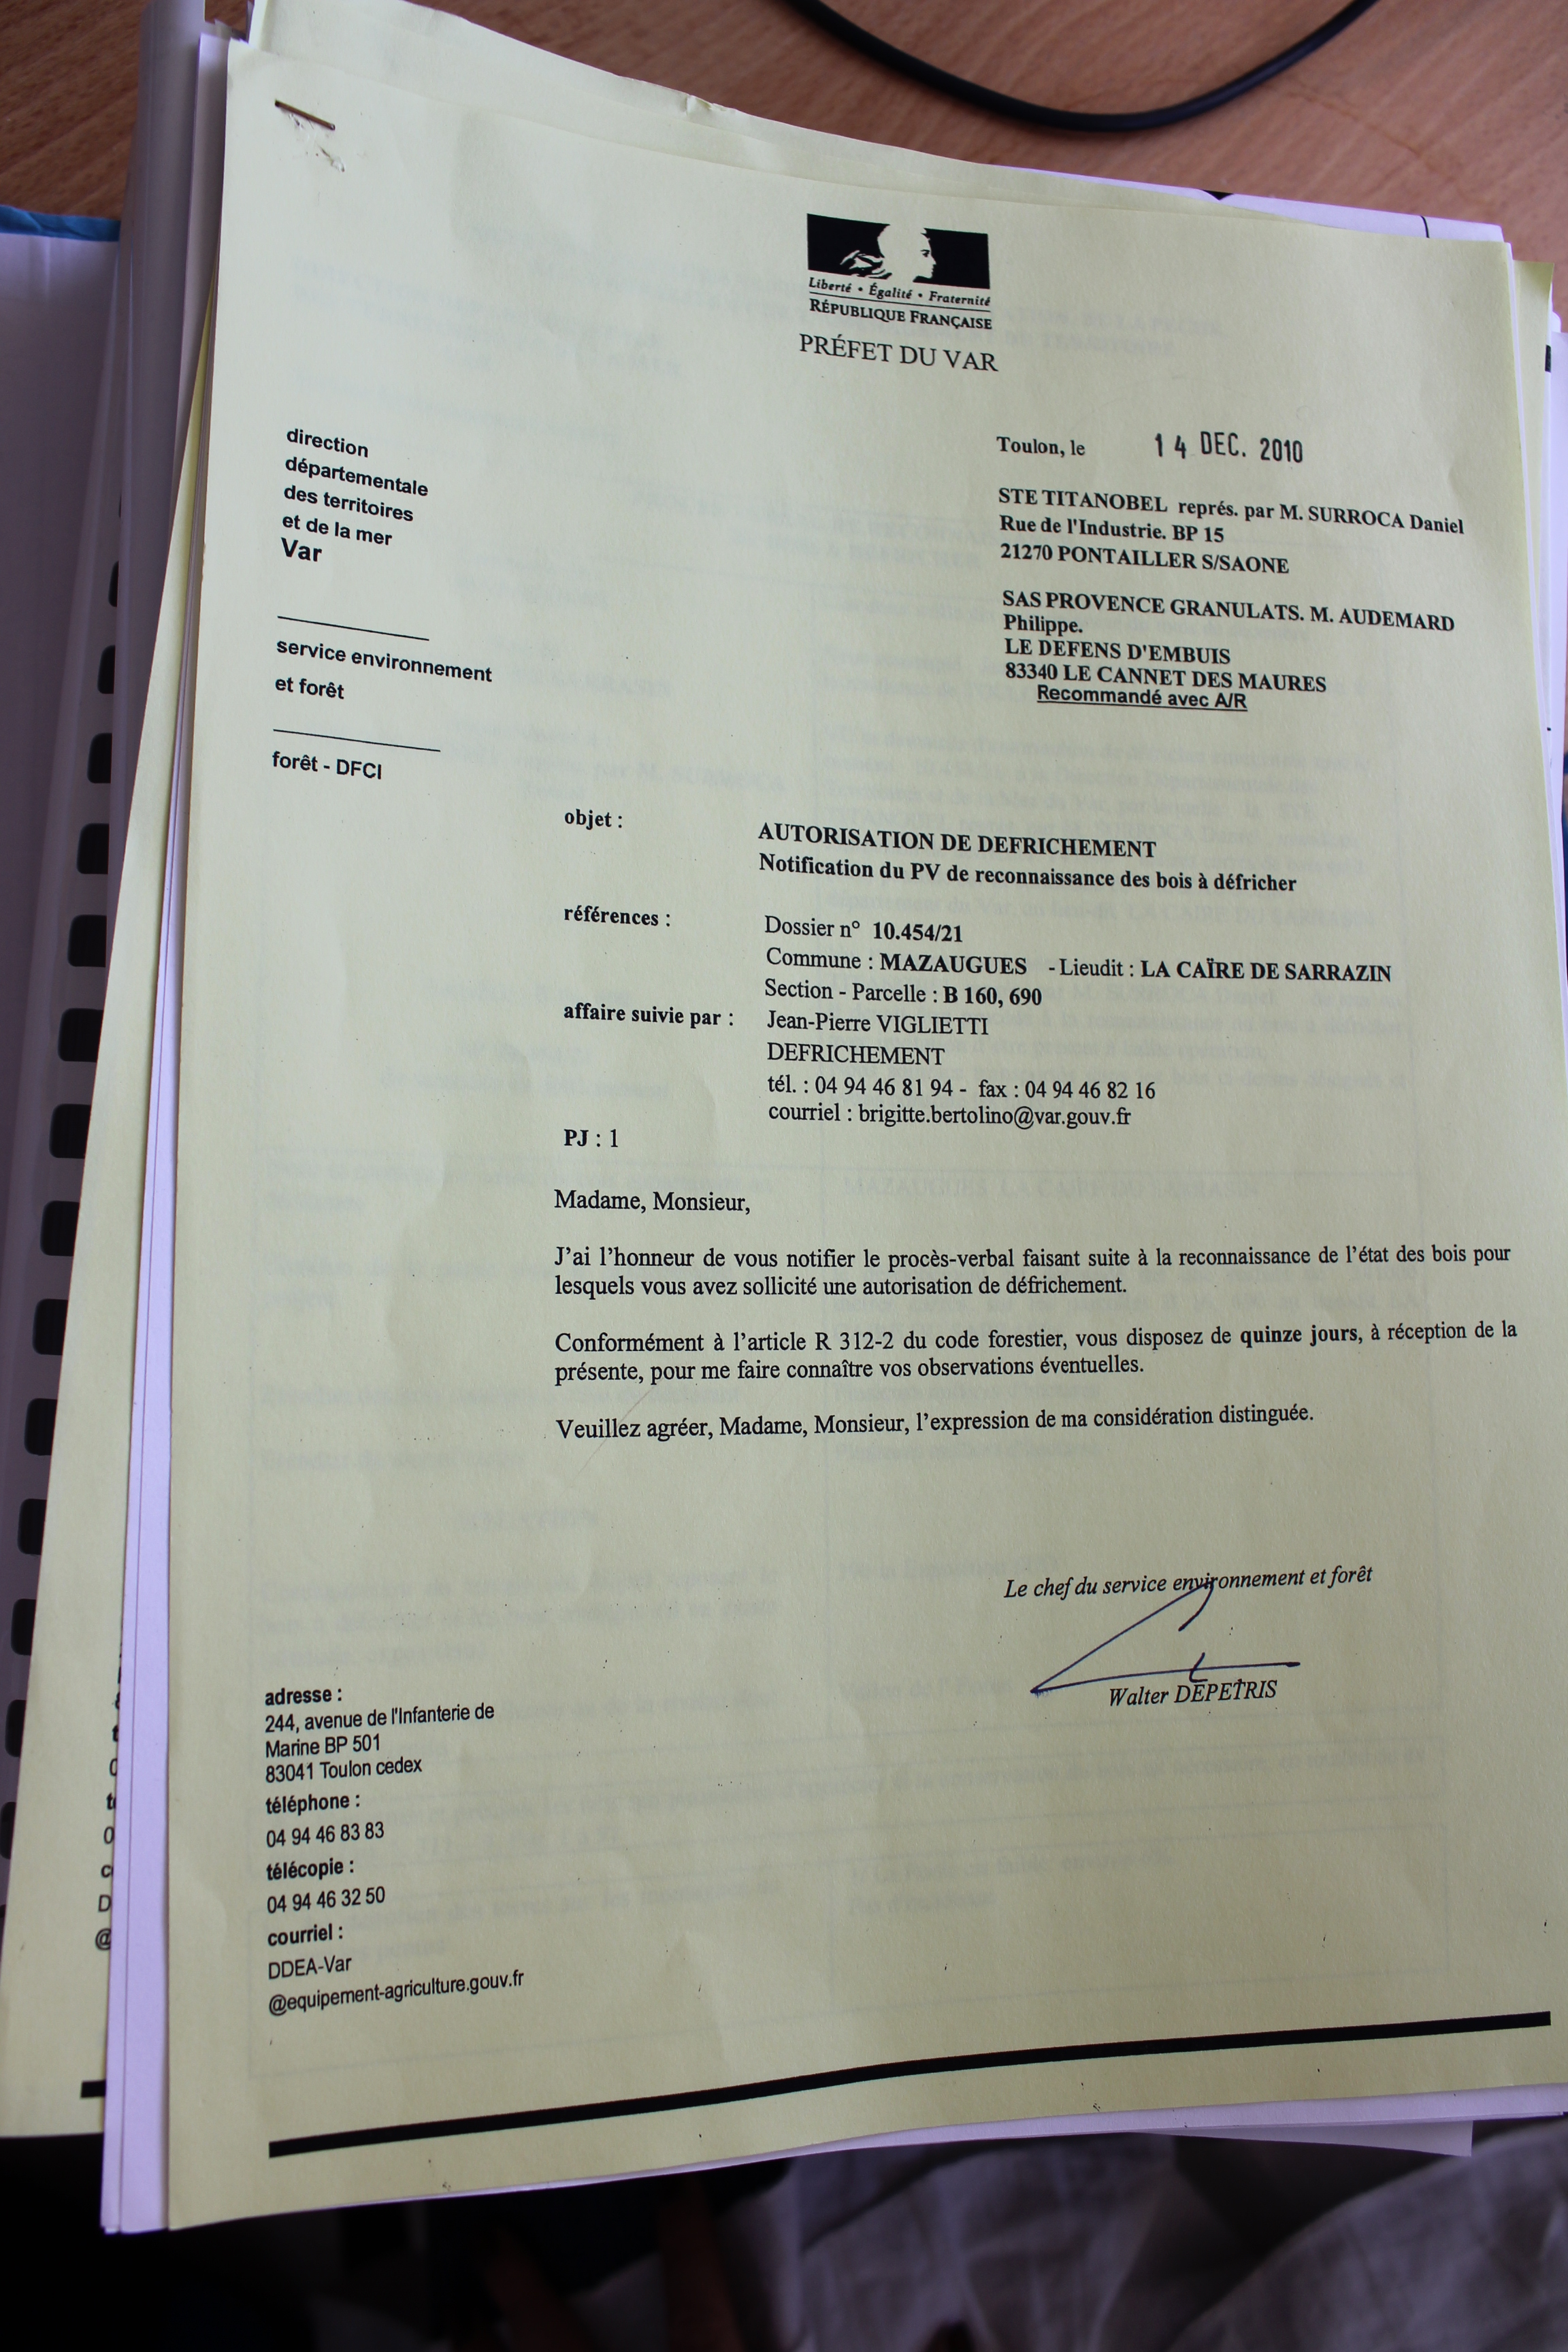 Liberté • Égalité • Fraternité
RÉPUBLIQUE FRANÇAISE
PRÉFET DU VAR
direction
départementale
des territoires
et de la mer
Var
service environnement
et forêt
forêt - DFCI
Toulon, le 14 DEC. 2010
STE TITANOBEL représ. par M. SURROCA Daniel
Rue de l'Industrie. BP 15
21270 PONTAILLER S/SAONE
SAS PROVENCE GRANULATS. M. AUDEMARD
Philippe.
LE DEFENS D'EMBUIS
83340 LE CANNET DES MAURES
Recommandé avec A/R
objet :
AUTORISATION DE DEFRICHEMENT
Notification du PV de reconnaissance des bois à défricher
références :
Dossier n° 10.454/21
Commune : MAZAUGUES - Lieudit : LA CAÏRE DE SARRAZIN
Section - Parcelle : B 160, 690
affaire suivie par : Jean-Pierre VIGLIETTI
DEFRICHEMENT
tél. : 04 94 46 81 94 - fax : 04 94 46 82 16
courriel : brigitte.bertolino@var.gouv.fr
PJ : 1
Madame, Monsieur,
J'ai l'honneur de vous notifier le procès-verbal faisant suite à la reconnaissance de l'état des bois pour
lesquels vous avez sollicité une autorisation de défrichement.
Conformément à l'article R 312-2 du code forestier, vous disposez de quinze jours, à réception de la
présente, pour me faire connaître vos observations éventuelles.
Veuillez agréer, Madame, Monsieur, l'expression de ma considération distinguée.
Le chef du service environnement et forêt
Walter DEPETRIS
adresse :
244, avenue de l'Infanterie de
Marine BP 501
83041 Toulon cedex
téléphone :
04 94 46 83 83
télécopie :
04 94 46 32 50
courriel :
DDEA-Var
@equipement-agriculture.gouv.fr